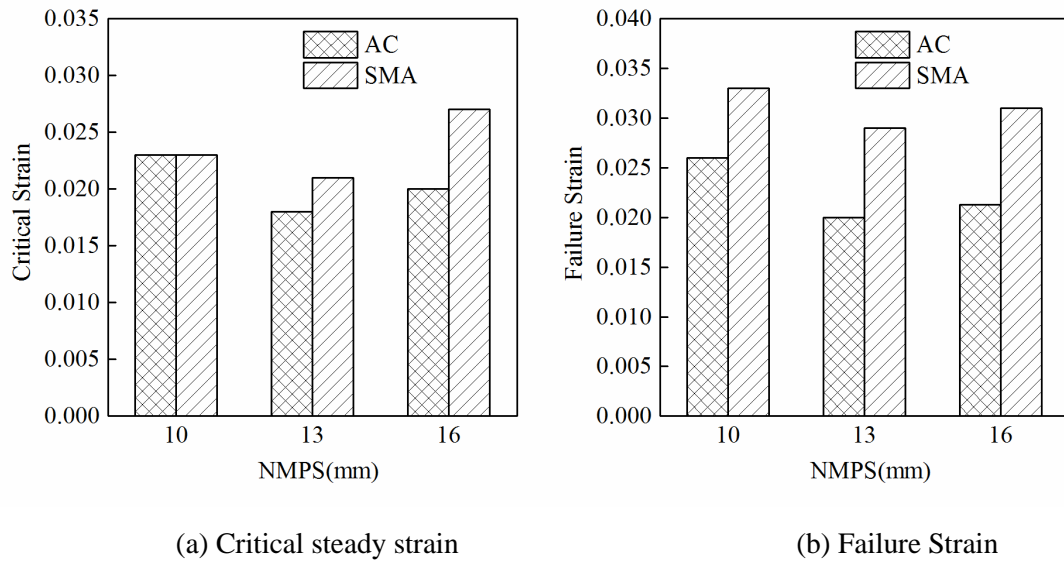 0.035
0.030
0.025
0.020
0.015
0.010
0.005
0.000
Critical Strain
AC
SMA
10 13 16
NMPS(mm)
(a) Critical steady strain
0.040
0.035
0.030
0.025
0.020
0.015
0.010
0.005
0.000
Failure Strain
AC
SMA
10 13 16
NMPS(mm)
(b) Failure Strain